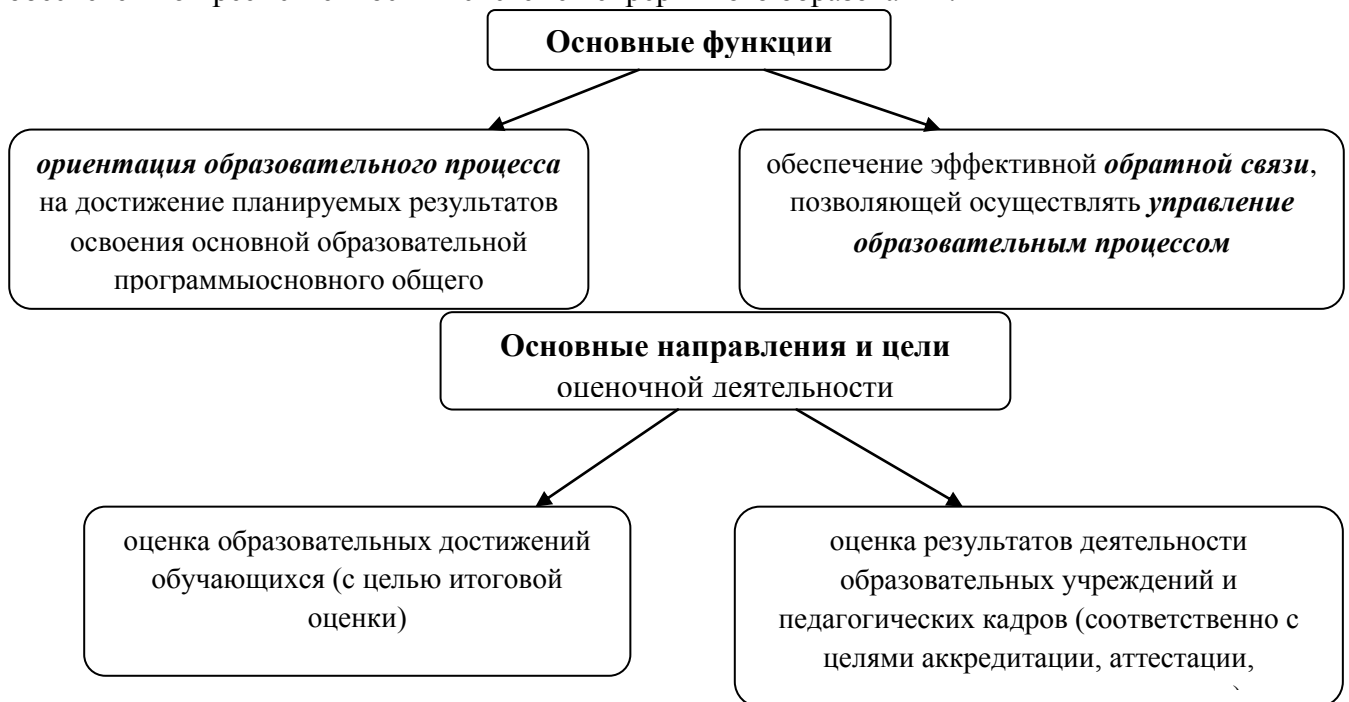 Основные функции
ориентация образовательного процесса
на достижение планируемых результатов
освоения основной образовательной
программыосновного общего
обеспечение эффективной обратной связи,
позволяющей осуществлять управление
образовательным процессом
Основные направления и цели
оценочной деятельности
оценка образовательных достижений
обучающихся (с целью итоговой
оценки)
оценка результатов деятельности
образовательных учреждений и
педагогических кадров (соответственно с
целями аккредитации, аттестации,